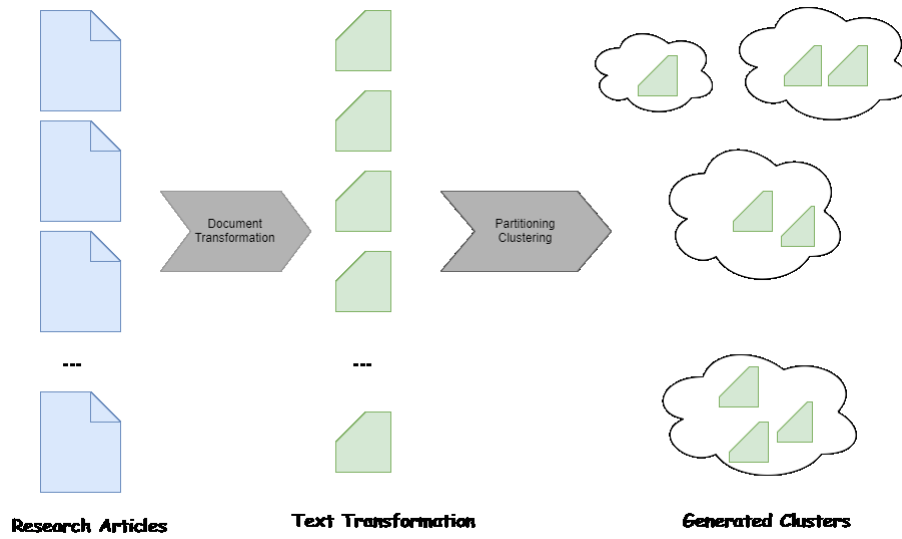 Document
Transformation
Partitioning
Clustering
---
---
Research Articles
Text Transformation
Generated Clusters